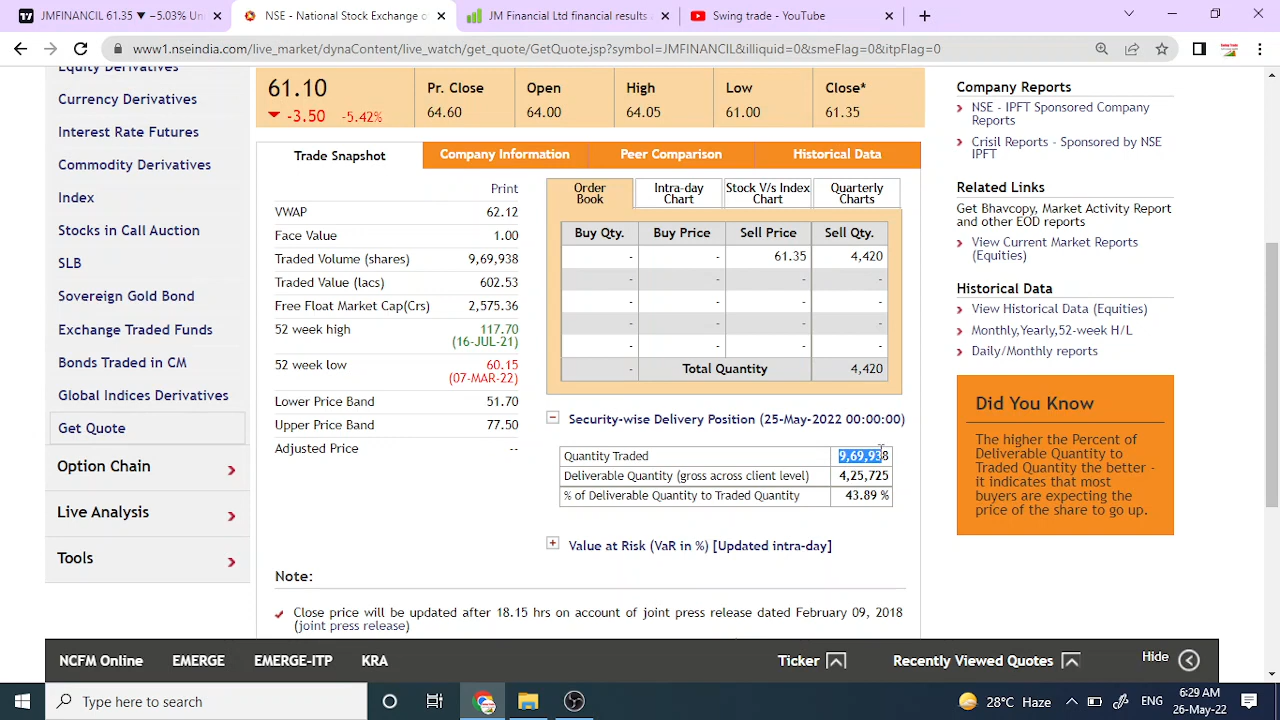 JM Financial 61.35 ▼ −5.03% Un
NSE - National Stock Exchange o
JM Financial Ltd financial results
Swing trade - YouTube
www1.nseindia.com/live_market/dynaContent/live_watch/get_quote/GetQuote.jsp?symbol=JMFINANCIL&illiquid=0&smeFlag=0&itpFlag=0
Equity Derivatives
Currency Derivatives
Interest Rate Futures
Commodity Derivatives
Index
Stocks in Call Auction
SLB
Sovereign Gold Bond
Exchange Traded Funds
Bonds Traded in CM
Global Indices Derivatives
Get Quote
Option Chain
Live Analysis
Tools
61.10 Pr. Close Open High Low Close*
-3.50 -5.42% 64.60 64.00 64.05 61.00 61.35
Trade Snapshot Company Information Peer Comparison Historical Data
Print
VWAP 62.12
Face Value 1.00
Traded Volume (shares) 9,69,938
Traded Value (lacs) 602.53
Free Float Market Cap(Crs) 2,575.36
52 week high 117.70
(16-JUL-21)
52 week low 60.15
(07-MAR-22)
Lower Price Band 51.70
Upper Price Band 77.50
Adjusted Price --
Order Book
Intra-day Chart
Stock V/s Index Chart
Quarterly Charts
Buy Qty. Buy Price Sell Price Sell Qty.
- - 61.35 4,420
- - - -
- - - -
- - - -
- - - -
- Total Quantity 4,420
Security-wise Delivery Position (25-May-2022 00:00:00)
Quantity Traded 9,69,938
Deliverable Quantity (gross across client level) 4,25,725
% of Deliverable Quantity to Traded Quantity 43.89 %
Value at Risk (VaR in %) [Updated intra-day]
Note:
Close price will be updated after 18.15 hrs on account of joint press release dated February 09, 2018
(joint press release)
Company Reports
NSE - IPFT Sponsored Company
Reports
Crisil Reports - Sponsored by NSE
IPFT
Related Links
Get Bhavcopy, Market Activity Report
and other EOD reports
View Current Market Reports
(Equities)
Historical Data
View Historical Data (Equities)
Monthly,Yearly,52-week H/L
Daily/Monthly reports
Did You Know
The higher the Percent of
Deliverable Quantity to
Traded Quantity the better -
it indicates that most
buyers are expecting the
price of the share to go up.
NCFM Online EMERGE EMERGE-ITP KRA Ticker Recently Viewed Quotes Hide
Type here to search
28°C Haze
ENG
6:29 AM
26-May-22